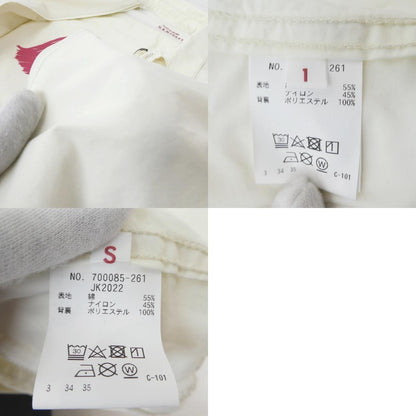 1
NO. 261
表地 55%
ナイロン 45%
背裏 ポリエステル 100%
3 34 35
C-101
S
NO. 700085-261
JK2022
表地 綿 55%
ナイロン 45%
背裏 ポリエステル 100%
30
3 34 35
C-101